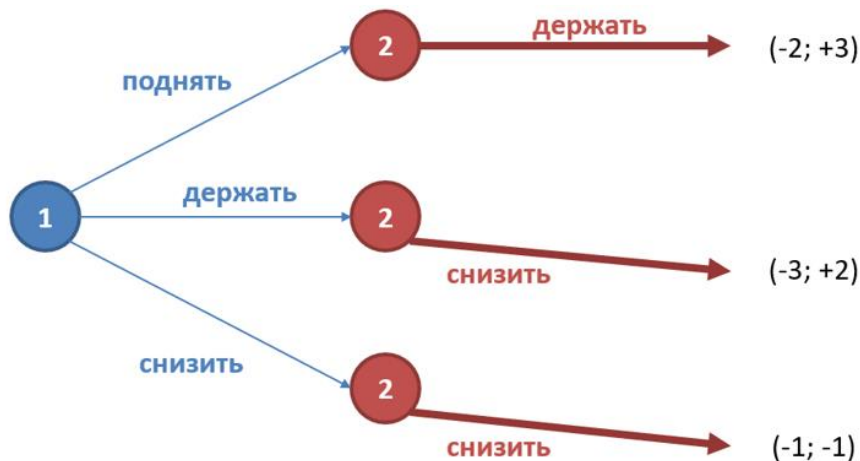 2 держать (-2; +3)
поднять
1 держать 2
снизить (-3; +2)
снизить 2
снизить (-1; -1)